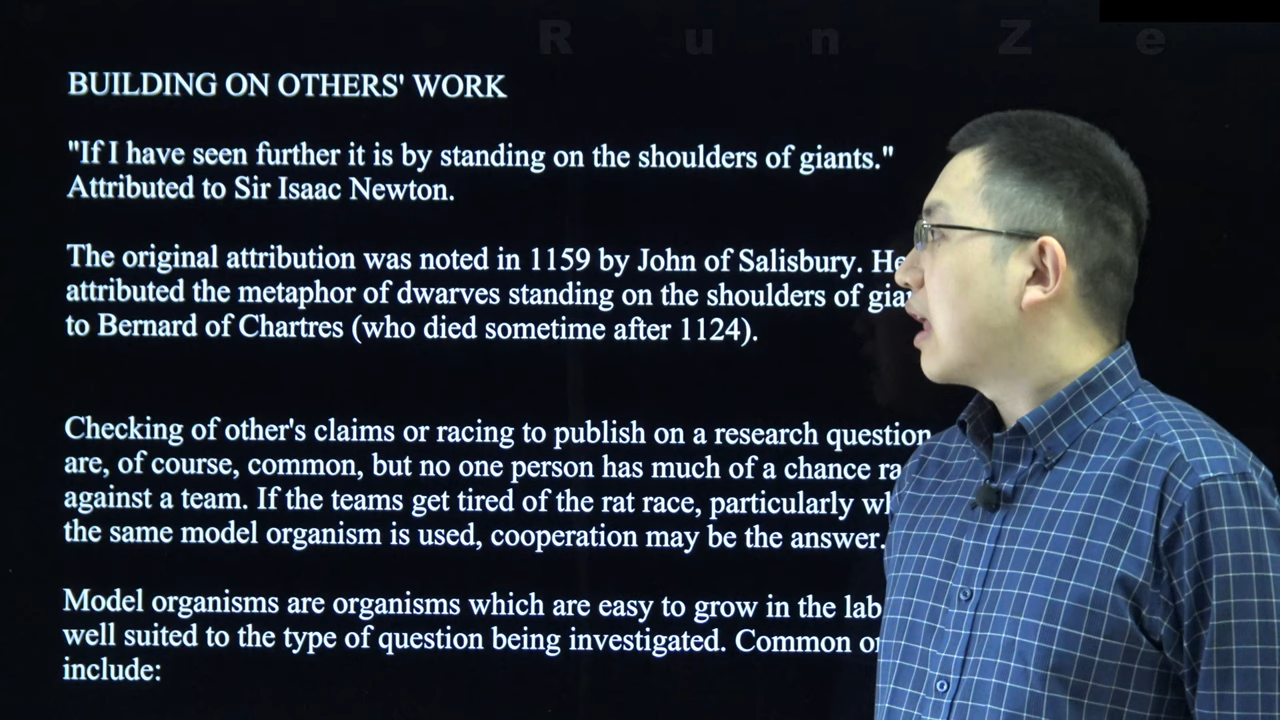 R u n Z e
BUILDING ON OTHERS' WORK
"If I have seen further it is by standing on the shoulders of giants."
Attributed to Sir Isaac Newton.
The original attribution was noted in 1159 by John of Salisbury. He
attributed the metaphor of dwarves standing on the shoulders of
to Bernard of Chartres (who died sometime after 1124).
Checking of other's claims or racing to publish on a research question
are, of course, common, but no one person has much of a chance
against a team. If the teams get tired of the rat race, particularly
the same model organism is used, cooperation may be the answer.
Model organisms are organisms which are easy to grow in the lab
well suited to the type of question being investigated. Common
include: